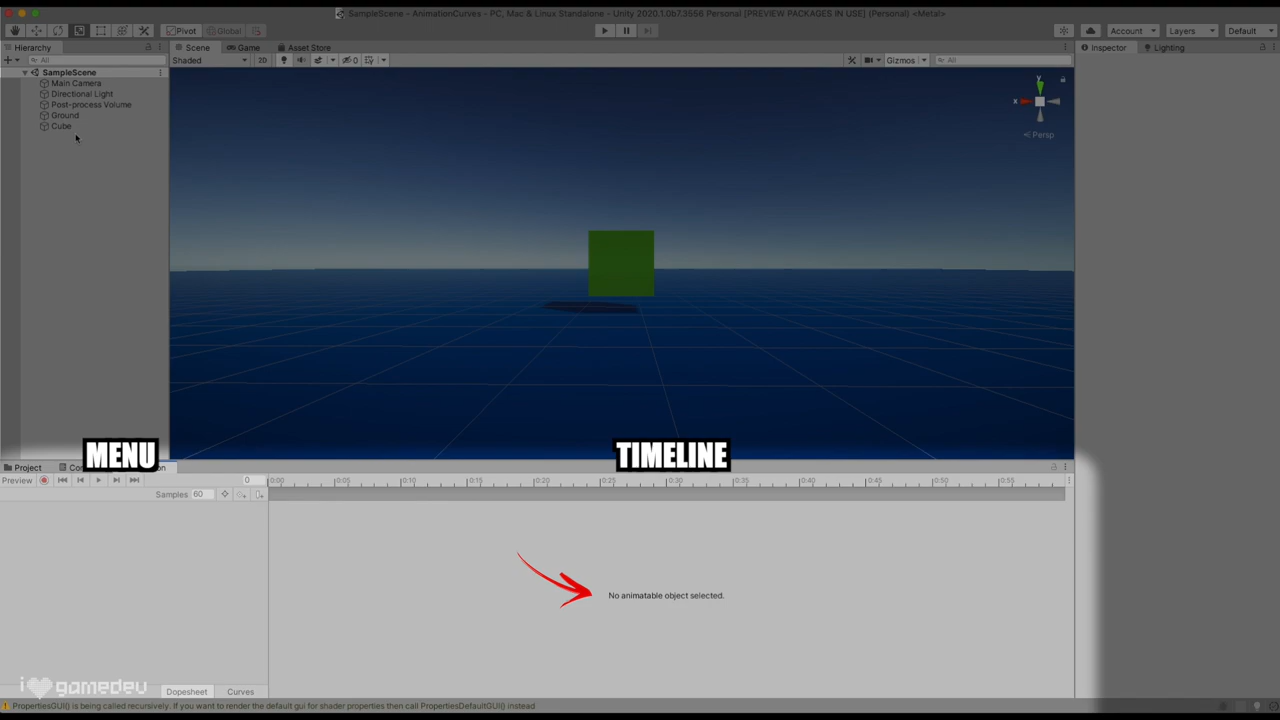 SampleScene - AnimationCurves - PC, Mac & Linux Standalone - Unity 2020.1.0b7.3556 Personal [PREVIEW PACKAGES IN USE] (Personal) <Metal>
Pivot Global Account Layers Default
Hierarchy Scene Game Asset Store Inspector Lighting
All Shaded 2D 0 Gizmos All
SampleScene
Main Camera
Directional Light
Post-process Volume
Ground
Cube
y
x
Persp
MENU TIMELINE
Project Con on
Preview 0 0:00 0:05 0:10 0:15 0:20 0:25 0:30 0:35 0:40 0:45 0:50 0:55
Samples 60
No animatable object selected.
i gamedev
Dopesheet Curves
PropertiesGUI() is being called recursively. If you want to render the default gui for shader properties then call PropertiesDefaultGUI() instead